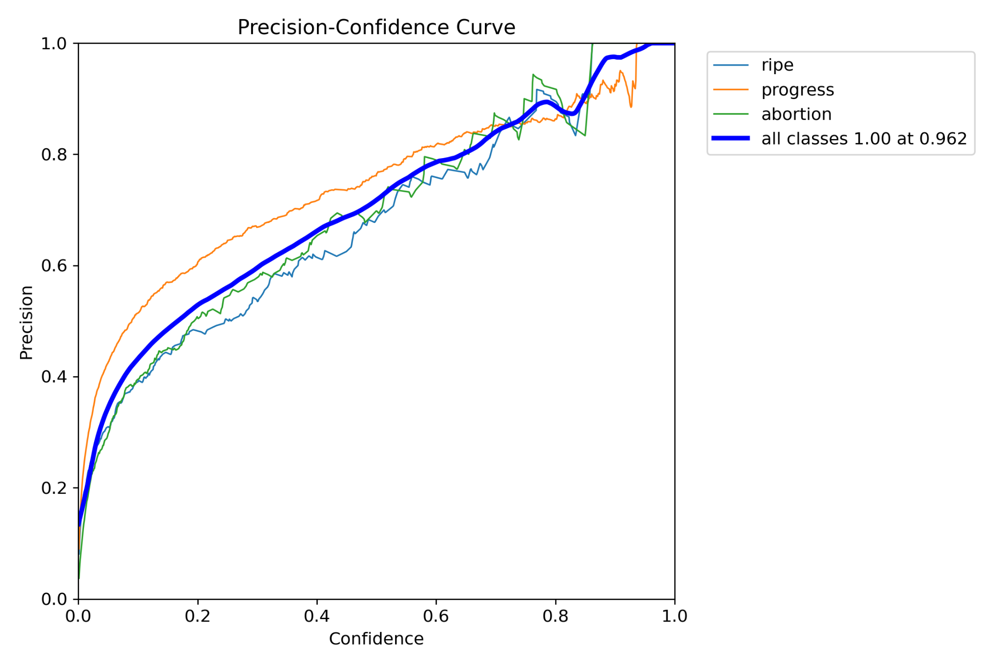 Precision-Confidence Curve
1.0
0.8
0.6
0.4
0.2
0.0
Precision
0.0 0.2 0.4 0.6 0.8 1.0
Confidence
ripe
progress
abortion
all classes 1.00 at 0.962